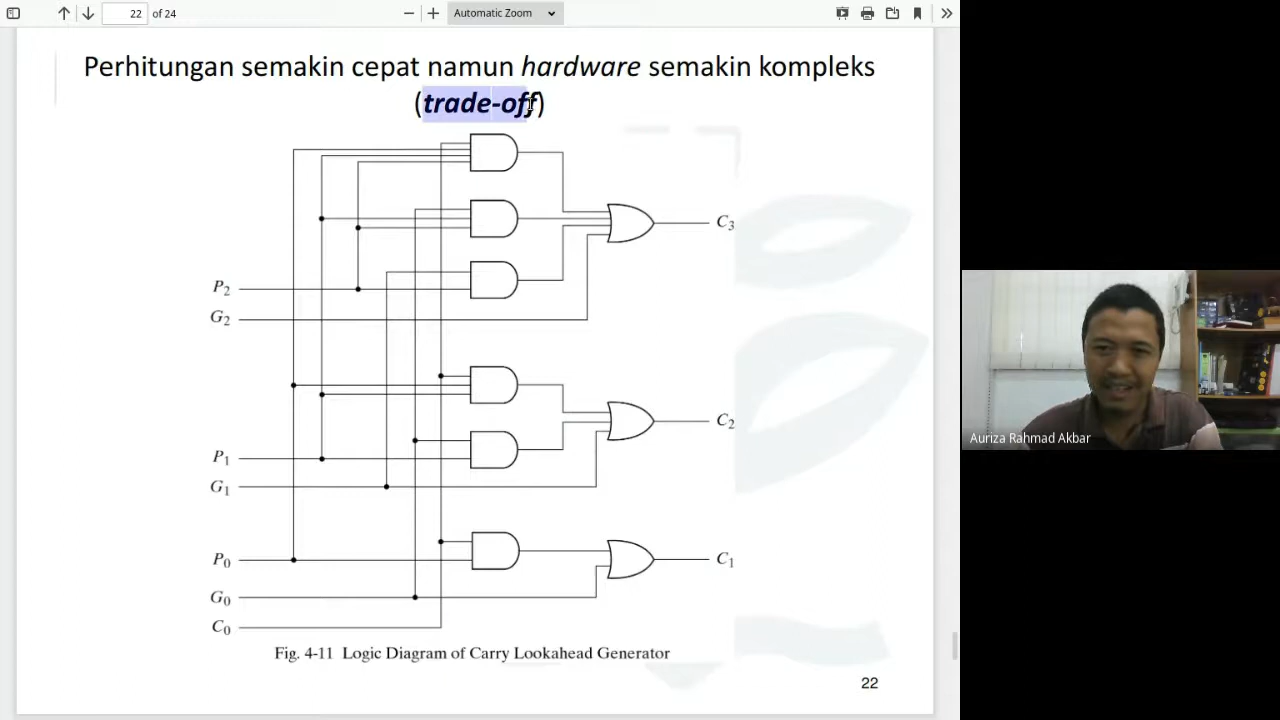 22 of 24
Automatic Zoom
Perhitungan semakin cepat namun hardware semakin kompleks
(trade-off)
C3
P2
G2
C2
P1
G1
P0
C1
G0
C0
Fig. 4-11 Logic Diagram of Carry Lookahead Generator
22
Auriza Rahmad Akbar